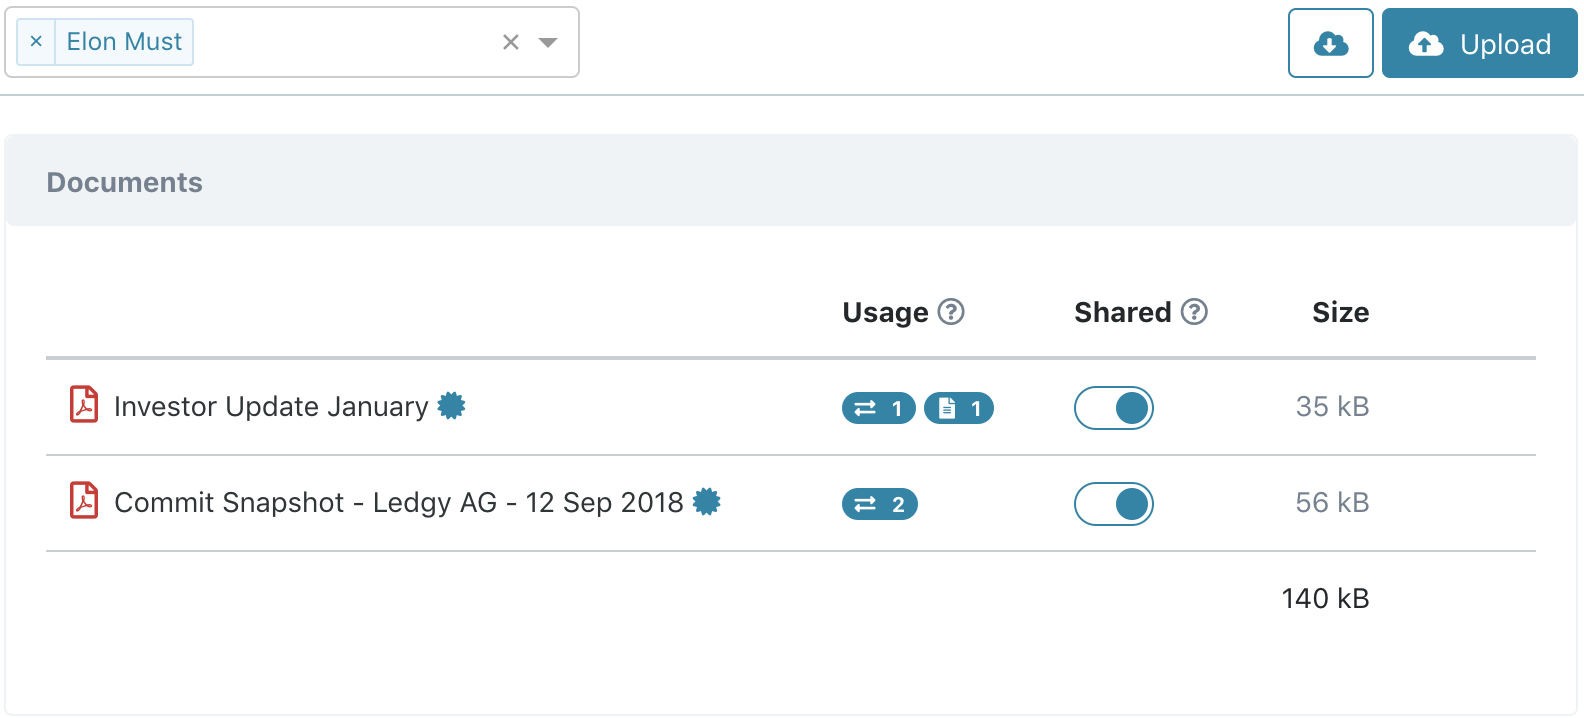 × Elon Must
Upload
Documents
Usage ? Shared ? Size
Investor Update January 1 1 35 kB
Commit Snapshot - Ledgy AG - 12 Sep 2018 2 56 kB
140 kB